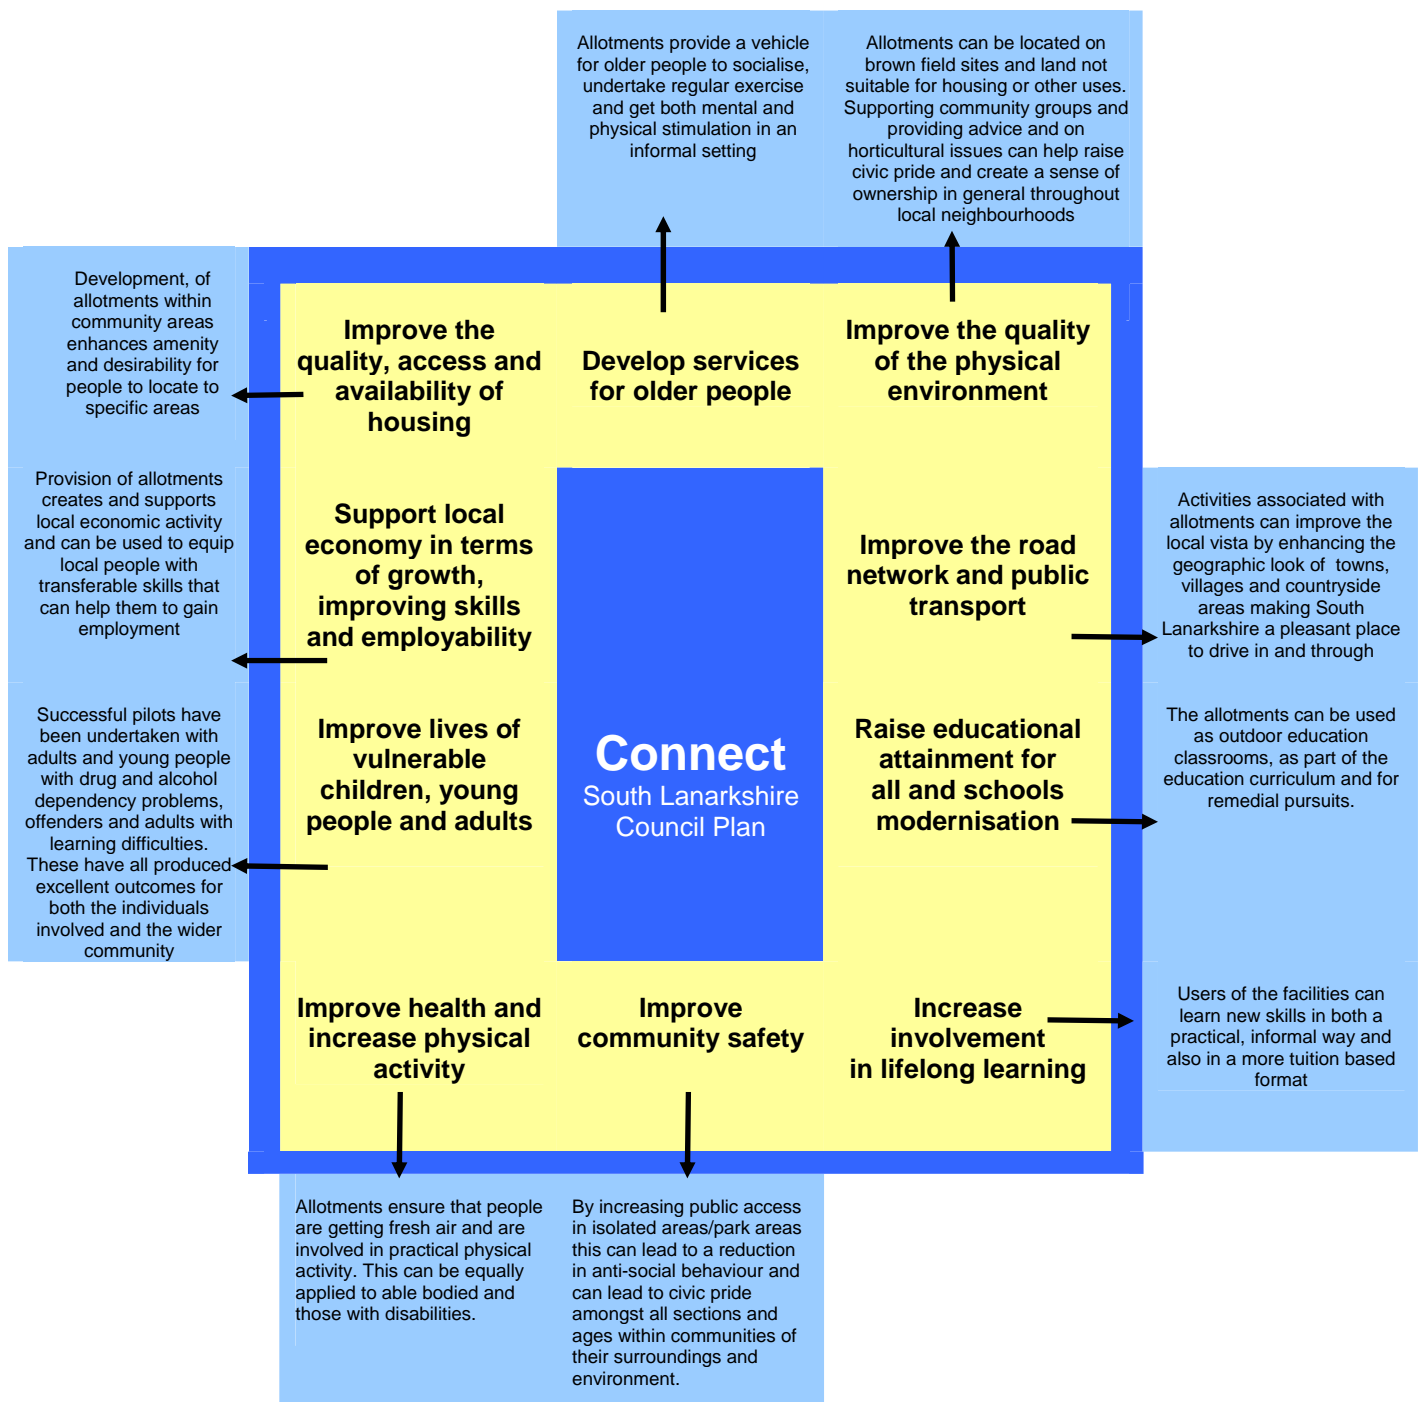 Allotments provide a vehicle
for older people to socialise,
undertake regular exercise
and get both mental and
physical stimulation in an
informal setting
Allotments can be located on
brown field sites and land not
suitable for housing or other uses.
Supporting community groups and
providing advice and on
horticultural issues can help raise
civic pride and create a sense of
ownership in general throughout
local neighbourhoods
Development, of
allotments within
community areas
enhances amenity
and desirability for
people to locate to
specific areas
Improve the
quality, access and
availability of
housing
Develop services
for older people
Improve the quality
of the physical
environment
Provision of allotments
creates and supports
local economic activity
and can be used to equip
local people with
transferable skills that
can help them to gain
employment
Support local
economy in terms
of growth,
improving skills
and employability
Improve the road
network and public
transport
Activities associated with
allotments can improve the
local vista by enhancing the
geographic look of towns,
villages and countryside
areas making South
Lanarkshire a pleasant place
to drive in and through
Successful pilots have
been undertaken with
adults and young people
with drug and alcohol
dependency problems,
offenders and adults with
learning difficulties.
These have all produced
excellent outcomes for
both the individuals
involved and the wider
community
Improve lives of
vulnerable
children, young
people and adults
Connect
South Lanarkshire
Council Plan
Raise educational
attainment for
all and schools
modernisation
The allotments can be used
as outdoor education
classrooms, as part of the
education curriculum and for
remedial pursuits.
Improve health and
increase physical
activity
Improve
community safety
Increase
involvement
in lifelong learning
Users of the facilities can
learn new skills in both a
practical, informal way and
also in a more tuition based
format
Allotments ensure that people
are getting fresh air and are
involved in practical physical
activity. This can be equally
applied to able bodied and
those with disabilities.
By increasing public access
in isolated areas/park areas
this can lead to a reduction
in anti-social behaviour and
can lead to civic pride
amongst all sections and
ages within communities of
their surroundings and
environment.